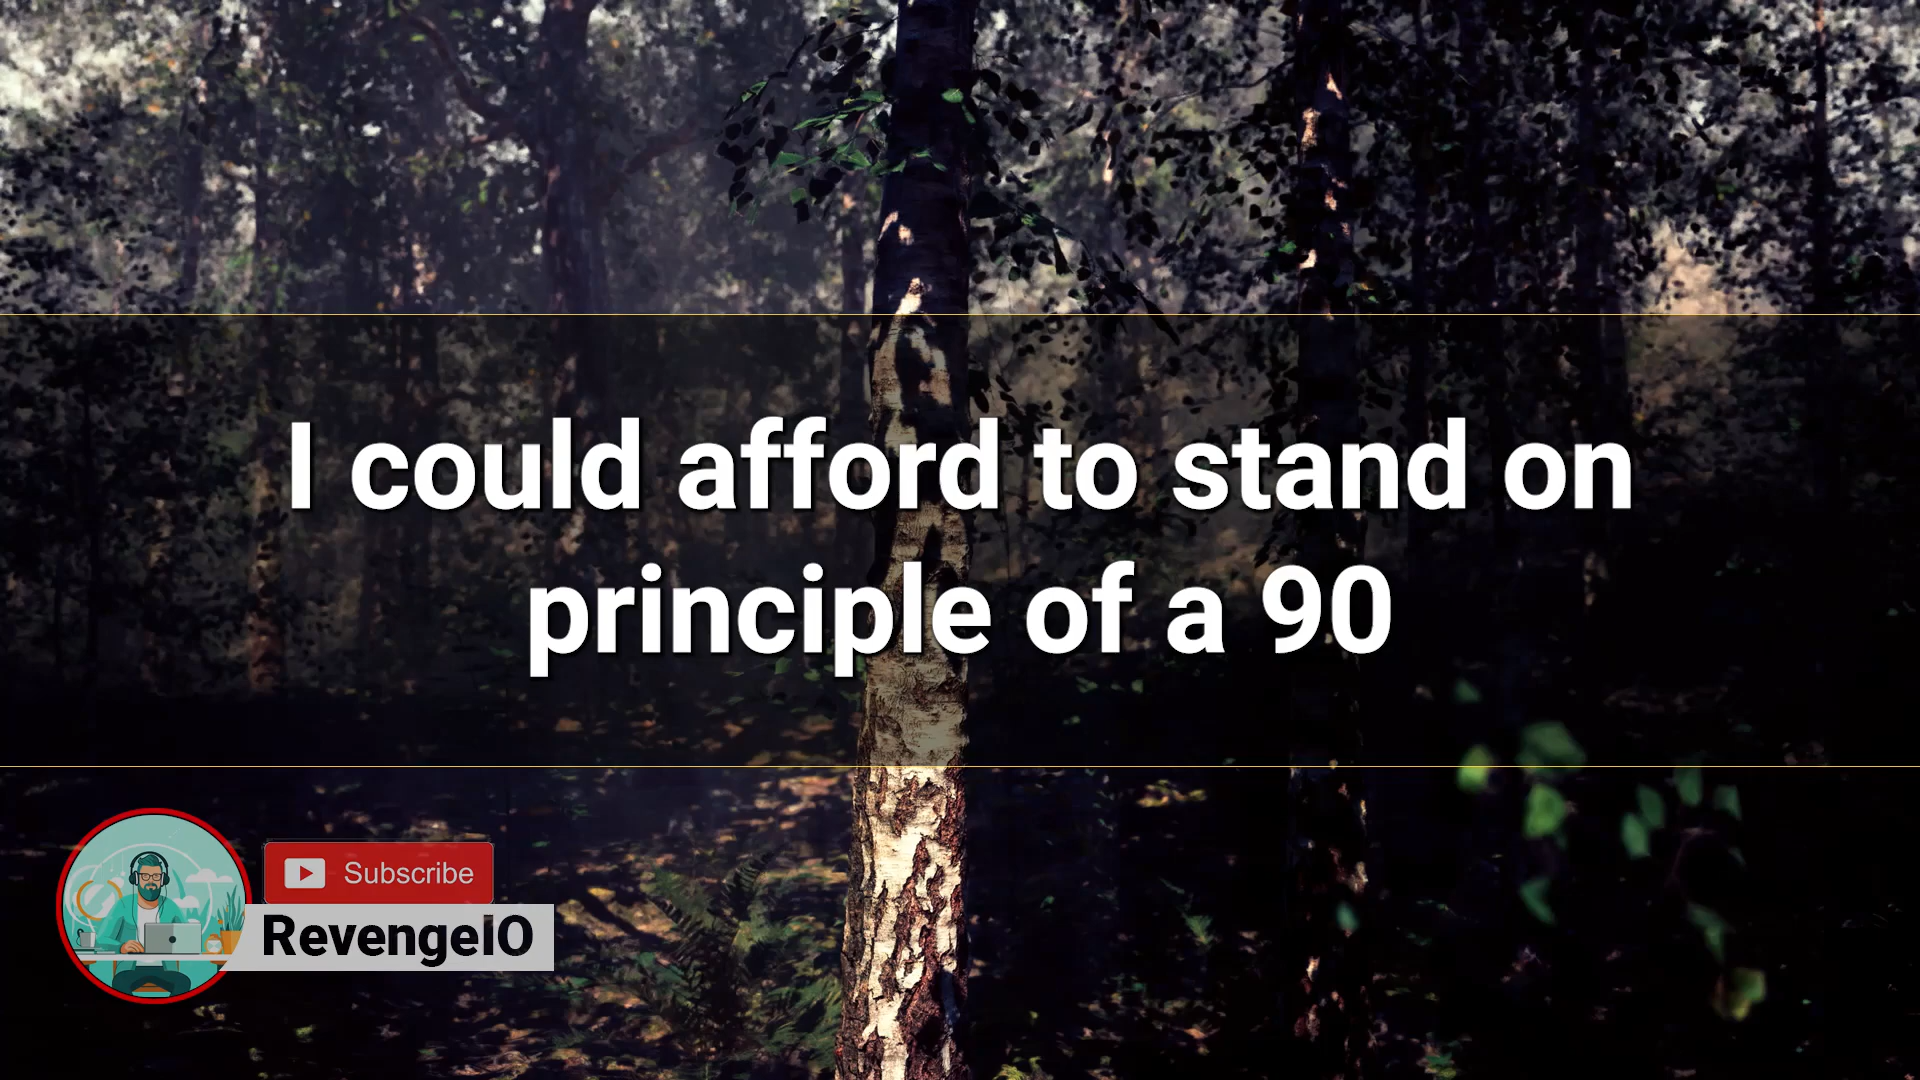 I could afford to stand on
principle of a 90
Subscribe
RevengeIO